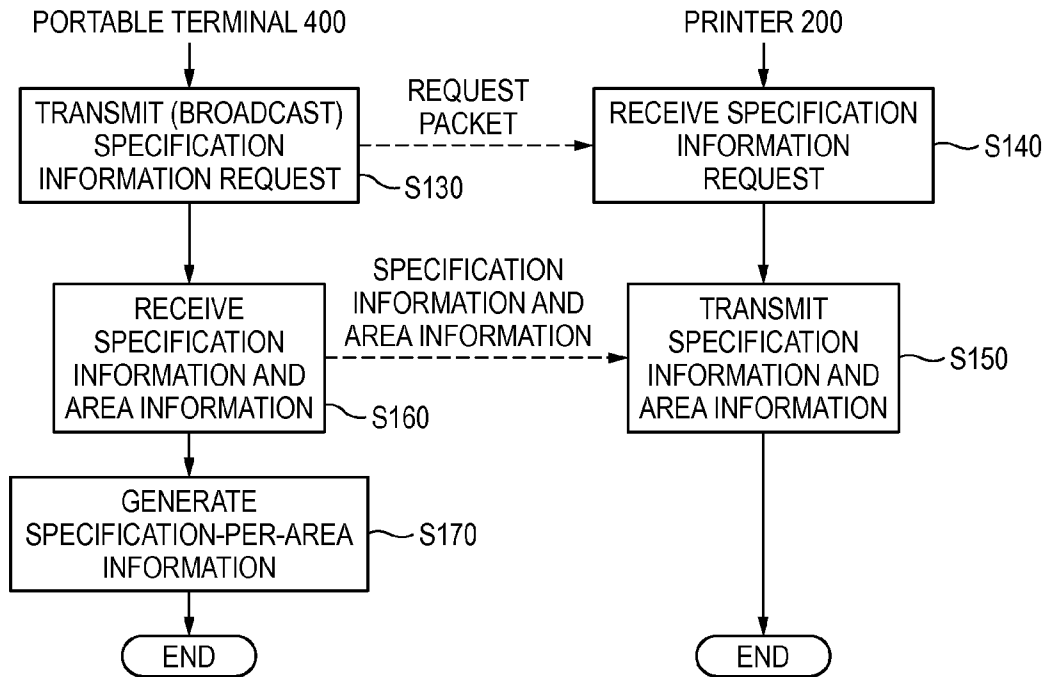 PORTABLE TERMINAL 400
PRINTER 200
TRANSMIT (BROADCAST)
SPECIFICATION
INFORMATION REQUEST
S130
REQUEST
PACKET
RECEIVE SPECIFICATION
INFORMATION
REQUEST
S140
RECEIVE
SPECIFICATION
INFORMATION AND
AREA INFORMATION
S160
SPECIFICATION
INFORMATION AND
AREA INFORMATION
TRANSMIT
SPECIFICATION
INFORMATION AND
AREA INFORMATION
S150
GENERATE
SPECIFICATION-PER-AREA
INFORMATION
S170
END
END